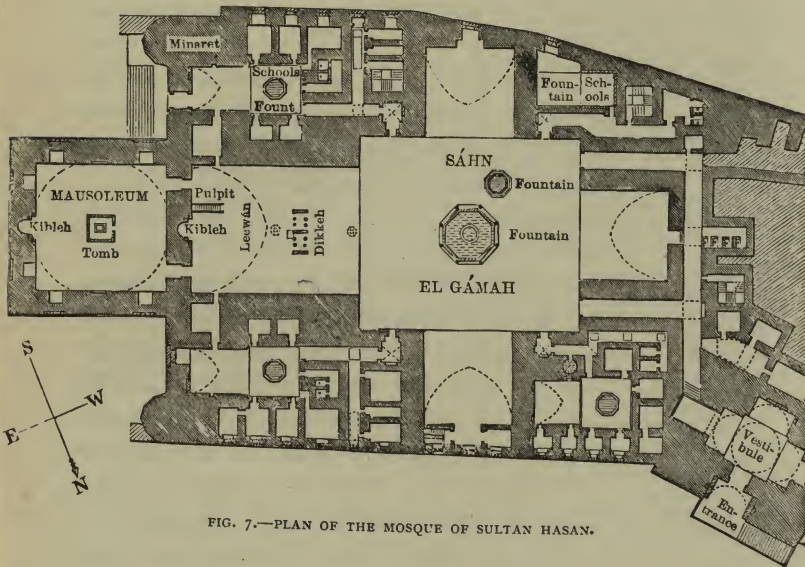 Minaret
Schools
Fount
Foun-
tain
Sch-
ools
SÁHN
Fountain
MAUSOLEUM
Pulpit
Kibleh
Kibleh
Leewán
Dikkeh
Fountain
Tomb
EL GÁMAH
S
W
E
N
Vesti-
bule
En-
trance
FIG. 7.—PLAN OF THE MOSQUE OF SULTAN HASAN.